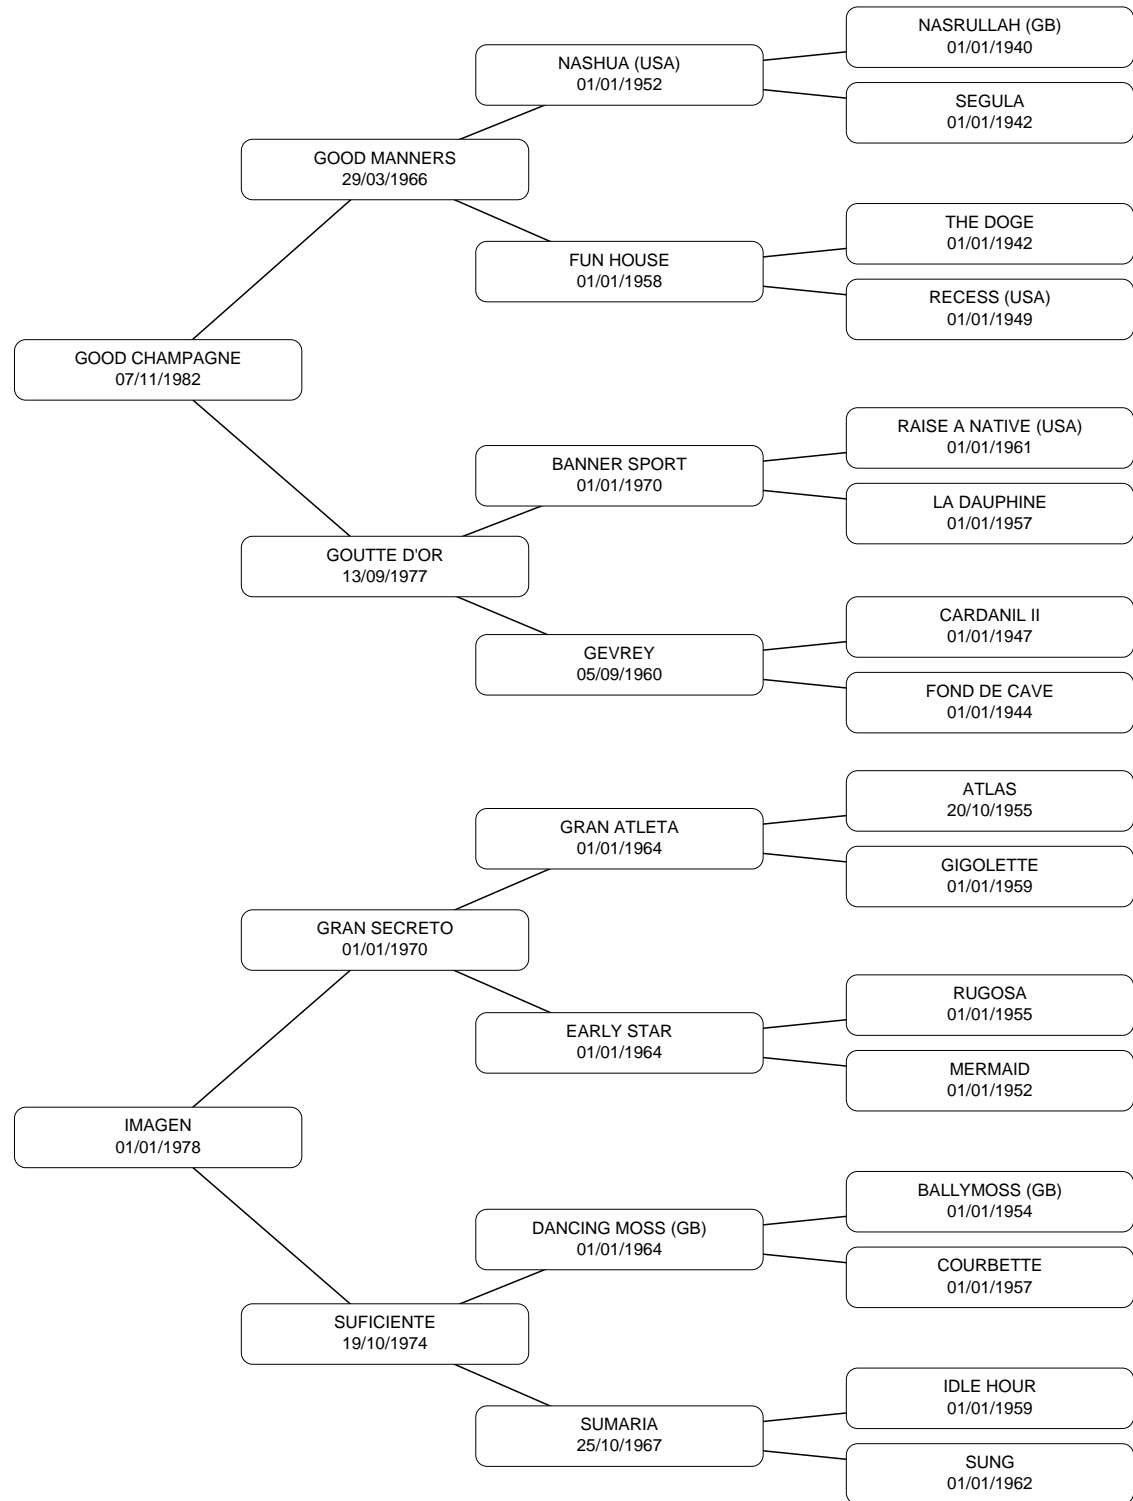 NASRULLAH (GB)
01/01/1940
NASHUA (USA)
01/01/1952
SEGULA
01/01/1942
GOOD MANNERS
29/03/1966
THE DOGE
01/01/1942
FUN HOUSE
01/01/1958
RECESS (USA)
01/01/1949
GOOD CHAMPAGNE
07/11/1982
RAISE A NATIVE (USA)
01/01/1961
BANNER SPORT
01/01/1970
LA DAUPHINE
01/01/1957
GOUTTE D'OR
13/09/1977
CARDANIL II
01/01/1947
GEVREY
05/09/1960
FOND DE CAVE
01/01/1944
ATLAS
20/10/1955
GRAN ATLETA
01/01/1964
GIGOLETTE
01/01/1959
GRAN SECRETO
01/01/1970
RUGOSA
01/01/1955
EARLY STAR
01/01/1964
MERMAID
01/01/1952
IMAGEN
01/01/1978
BALLYMOSS (GB)
01/01/1954
DANCING MOSS (GB)
01/01/1964
COURBETTE
01/01/1957
SUFICIENTE
19/10/1974
IDLE HOUR
01/01/1959
SUMARIA
25/10/1967
SUNG
01/01/1962